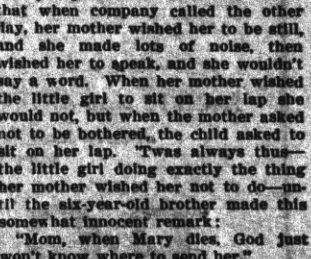 that when company called the other
day, her mother wished her to be still,
and she made lots of noise, then
wished her to speak, and she wouldn't
say a word. When her mother wished
the little girl to sit on her lap she
would not, but when the mother asked
not to be bothered, the child asked to
sit on her lap. 'Twas always thus—
the little girl doing exactly the thing
her mother wished her not to do—un-
til the six-year-old brother made this
somewhat innocent remark:
"Mom, when Mary dies, God just
won't know where to send her."